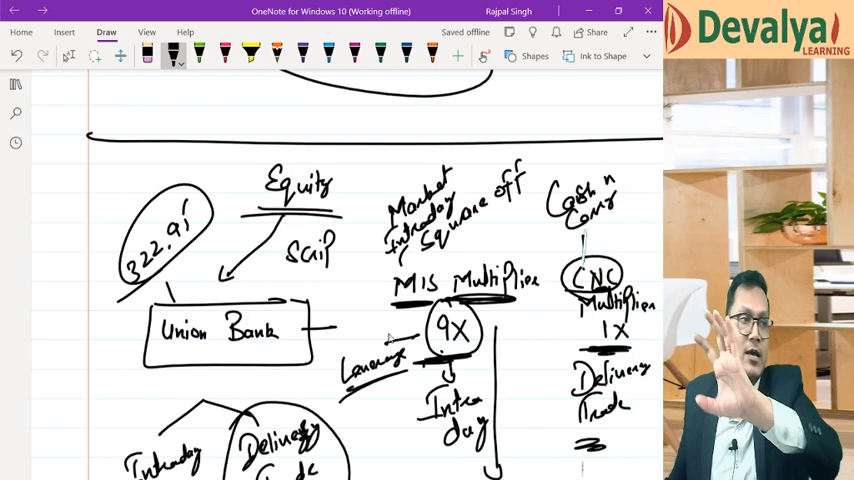 OneNote for Windows 10 (Working offline)
Rajpal Singh
Devalya
LEARNING
Home
Insert
Draw
View
Help
Saved offline
Share
Shapes
Ink to Shape
Equity
Scrip
322.95
Union Bank
Intraday
Delivery
Trade
Market
Intraday
Square off
MIS Multiplier
9X
Leverage
Intra
day
Cash n
Carry
CNC
Multiplier
1X
Delivery
Trade